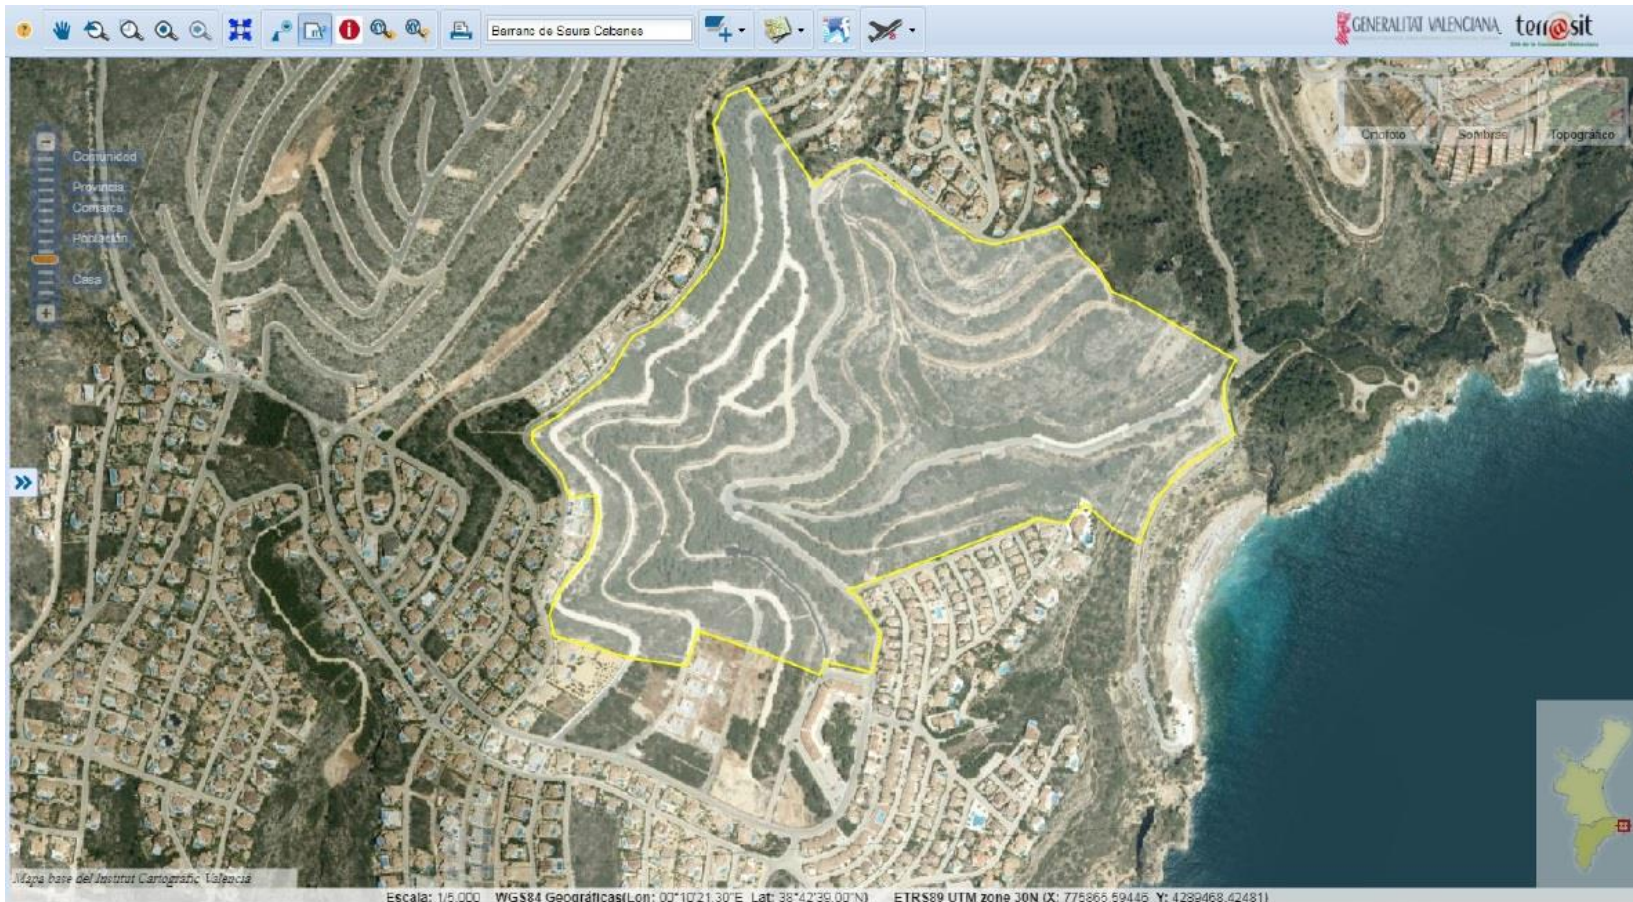 Barranc de Saura Cabanes
GENERALITAT VALENCIANA
terr@sit
Comunidad
Provincia
Comarca
Población
Casa
Ortofoto
Sombras
Topográfico
Mapa base del Institut Cartogràfic Valencià
Escala: 1/5.000 WGS84 Geográficas(Lon: 00°10'21.30"E Lat: 38°42'39.00"N) ETRS89 UTM zone 30N (X: 775865.59446 Y: 4289468.42481)